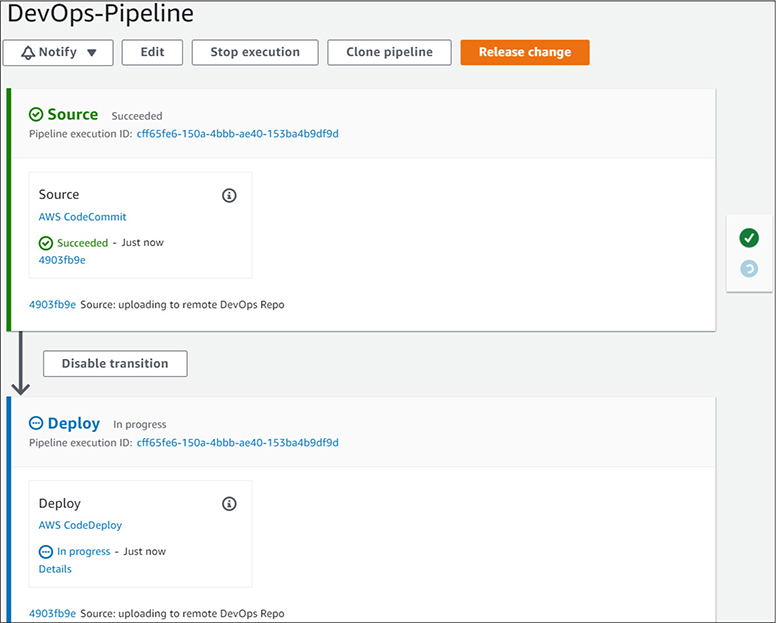 DevOps-Pipeline
Notify Edit Stop execution Clone pipeline Release change
Source Succeeded
Pipeline execution ID: cff65fe6-150a-4bbb-ae40-153ba4b9df9d
Source
AWS CodeCommit
Succeeded - Just now
4903fb9e
4903fb9e Source: uploading to remote DevOps Repo
Disable transition
Deploy In progress
Pipeline execution ID: cff65fe6-150a-4bbb-ae40-153ba4b9df9d
Deploy
AWS CodeDeploy
In progress - Just now
Details
4903fb9e Source: uploading to remote DevOps Repo